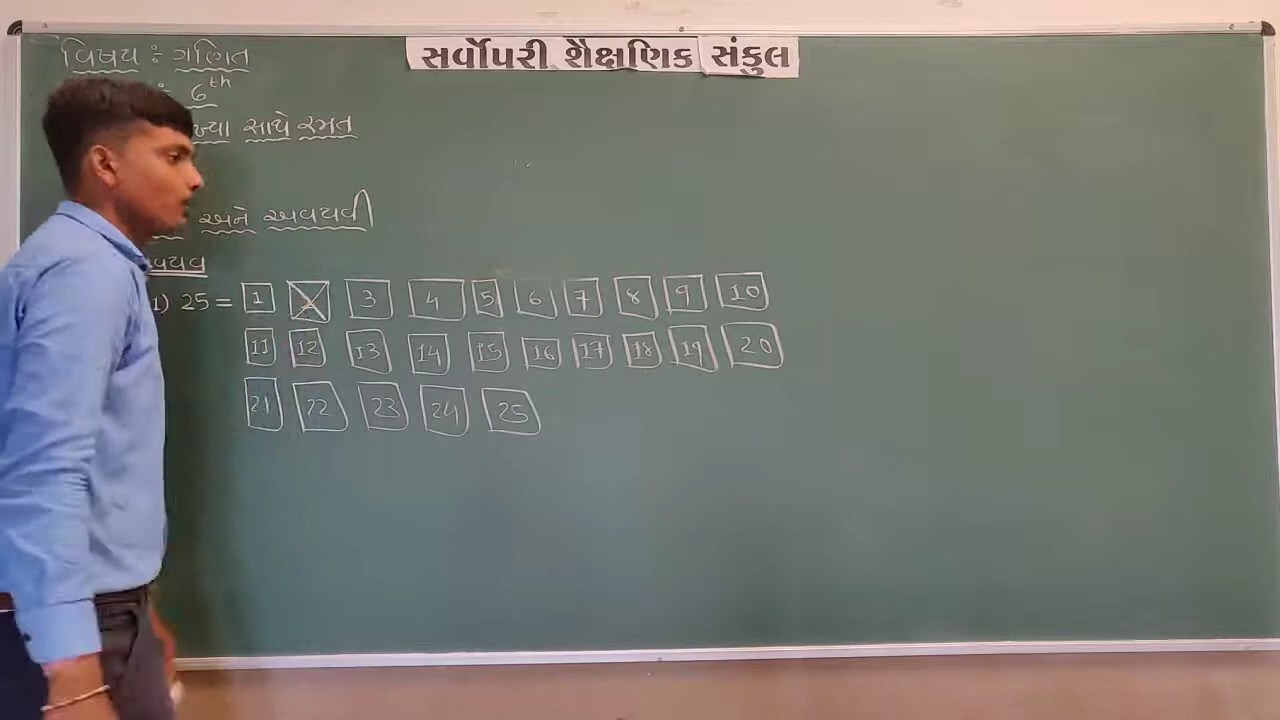 સર્વોપરી શૈક્ષણિક સંકુલ
વિષય : ગણિત
: 6th
સાથે રમત
અને અવયવી
1) 25 = 1 2 3 4 5 6 7 8 9 10
11 12 13 14 15 16 17 18 19 20
21 22 23 24 25